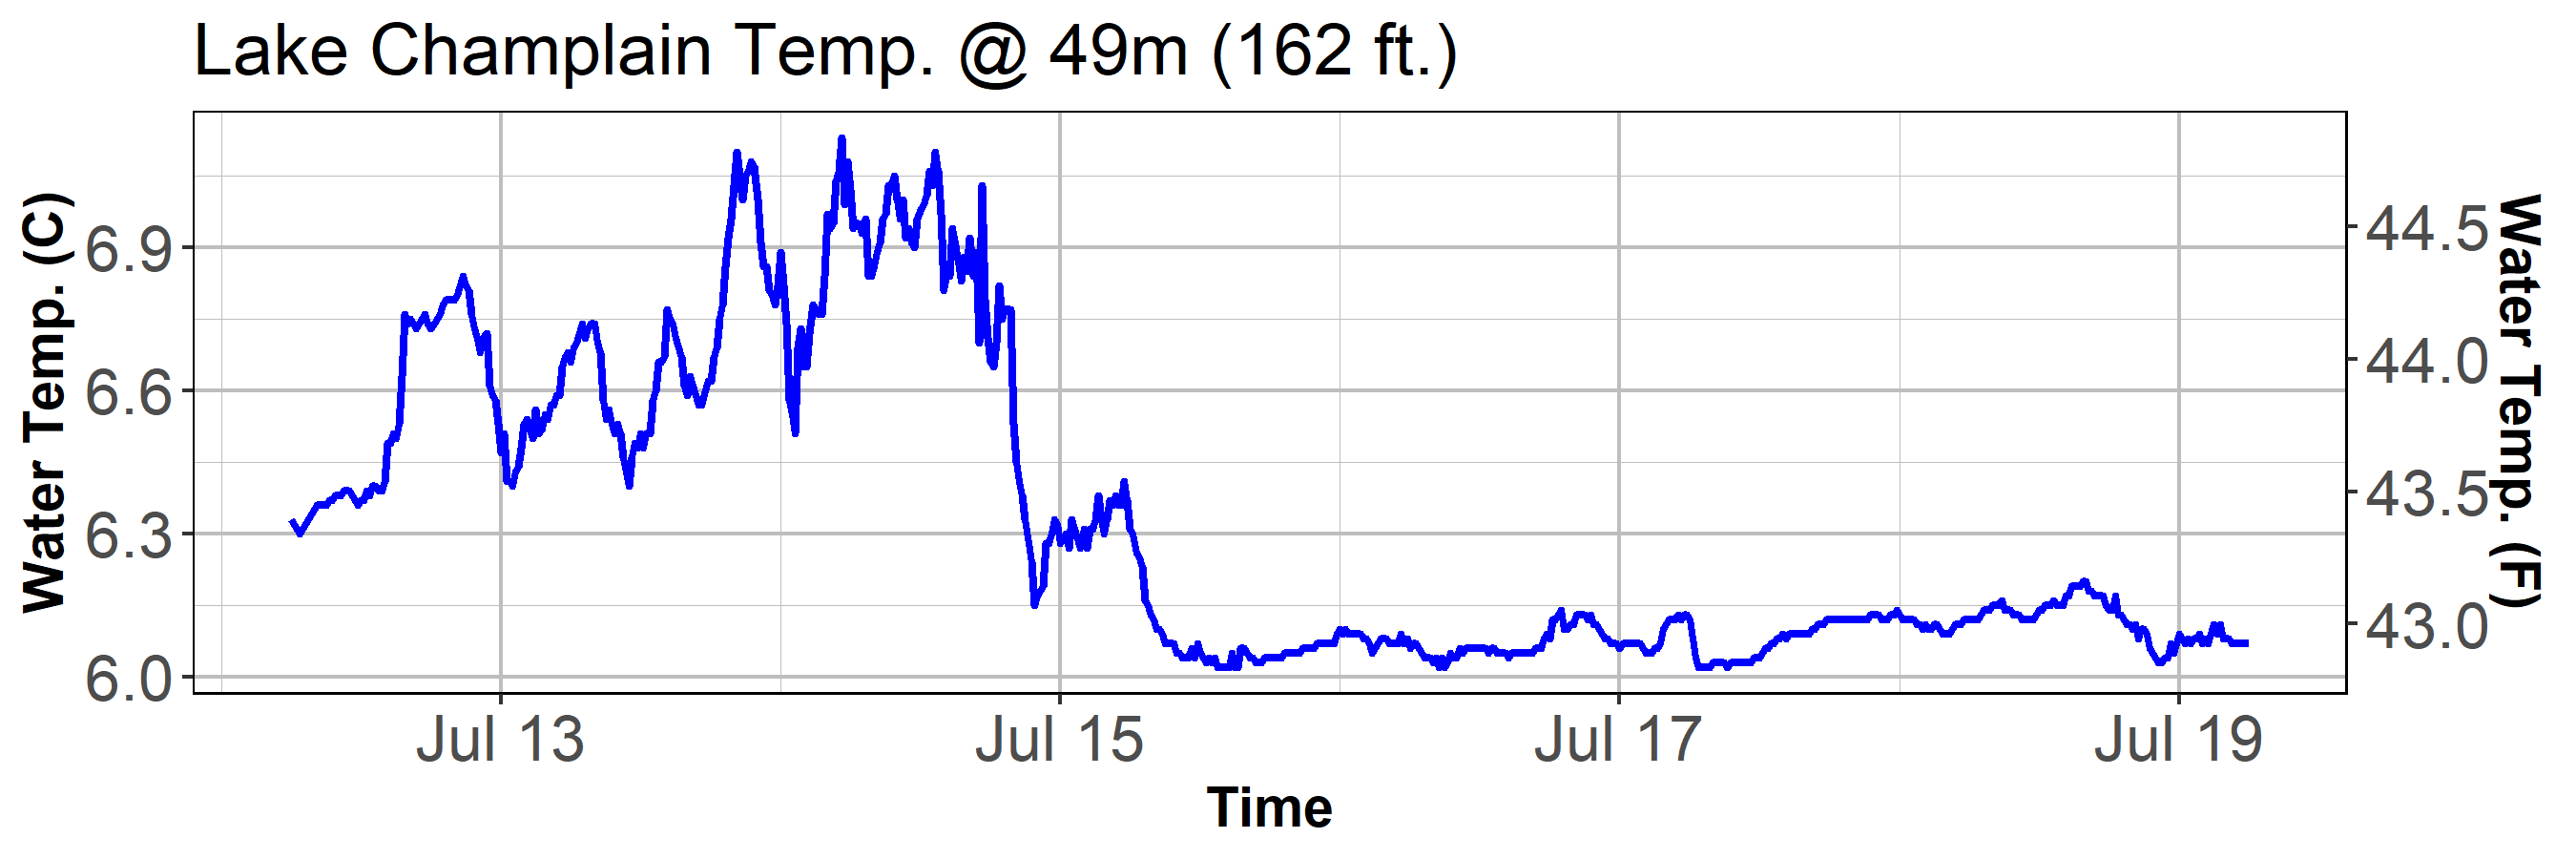 Lake Champlain Temp. @ 49m (162 ft.)
Water Temp. (C)
6.9
6.6
6.3
6.0
44.5
44.0
43.5
43.0
Water Temp. (F)
Jul 13
Jul 15
Jul 17
Jul 19
Time